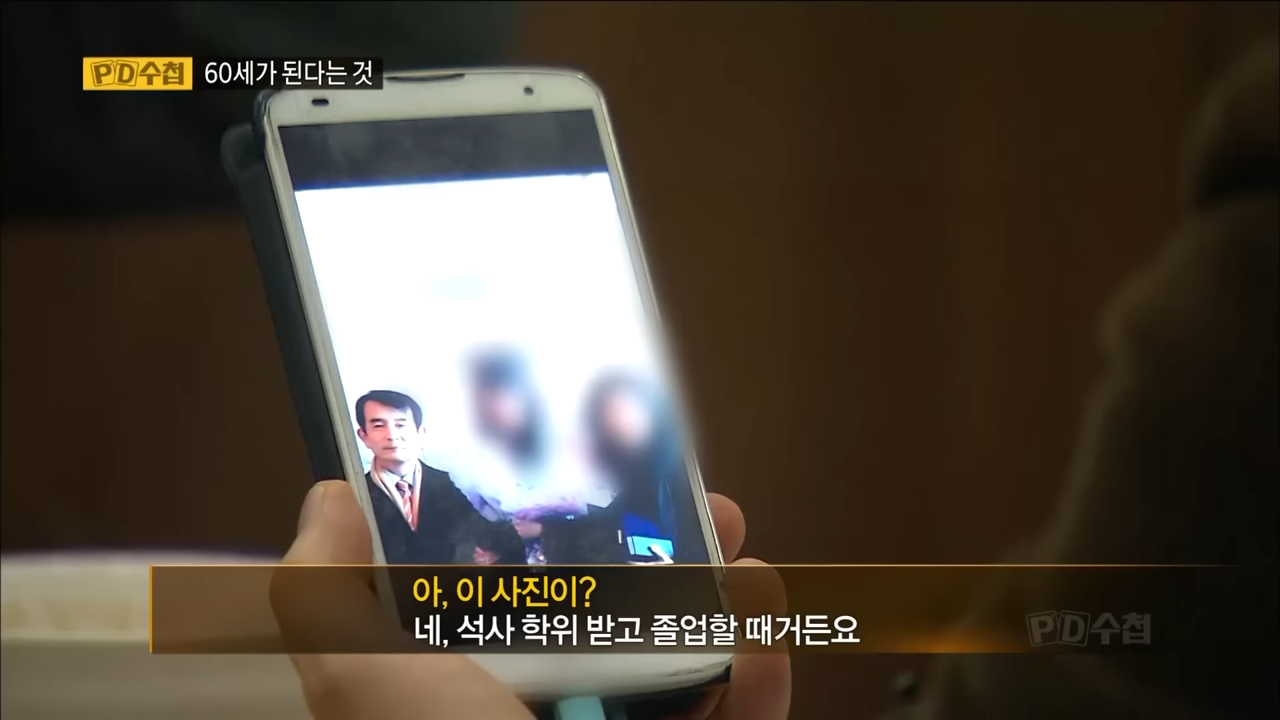 PD수첩 60세가 된다는 것
아, 이 사진이?
네, 석사 학위 받고 졸업할 때거든요
PD수첩